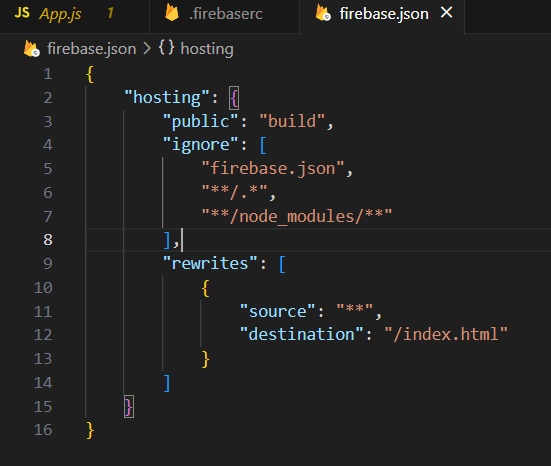 JS App.js 1 .firebaserc firebase.json
firebase.json > {} hosting
1 {
2 "hosting": {
3 "public": "build",
4 "ignore": [
5 "firebase.json",
6 "**/.*",
7 "**/node_modules/**"
8 ],
9 "rewrites": [
10 {
11 "source": "**",
12 "destination": "/index.html"
13 }
14 ]
15 }
16 }